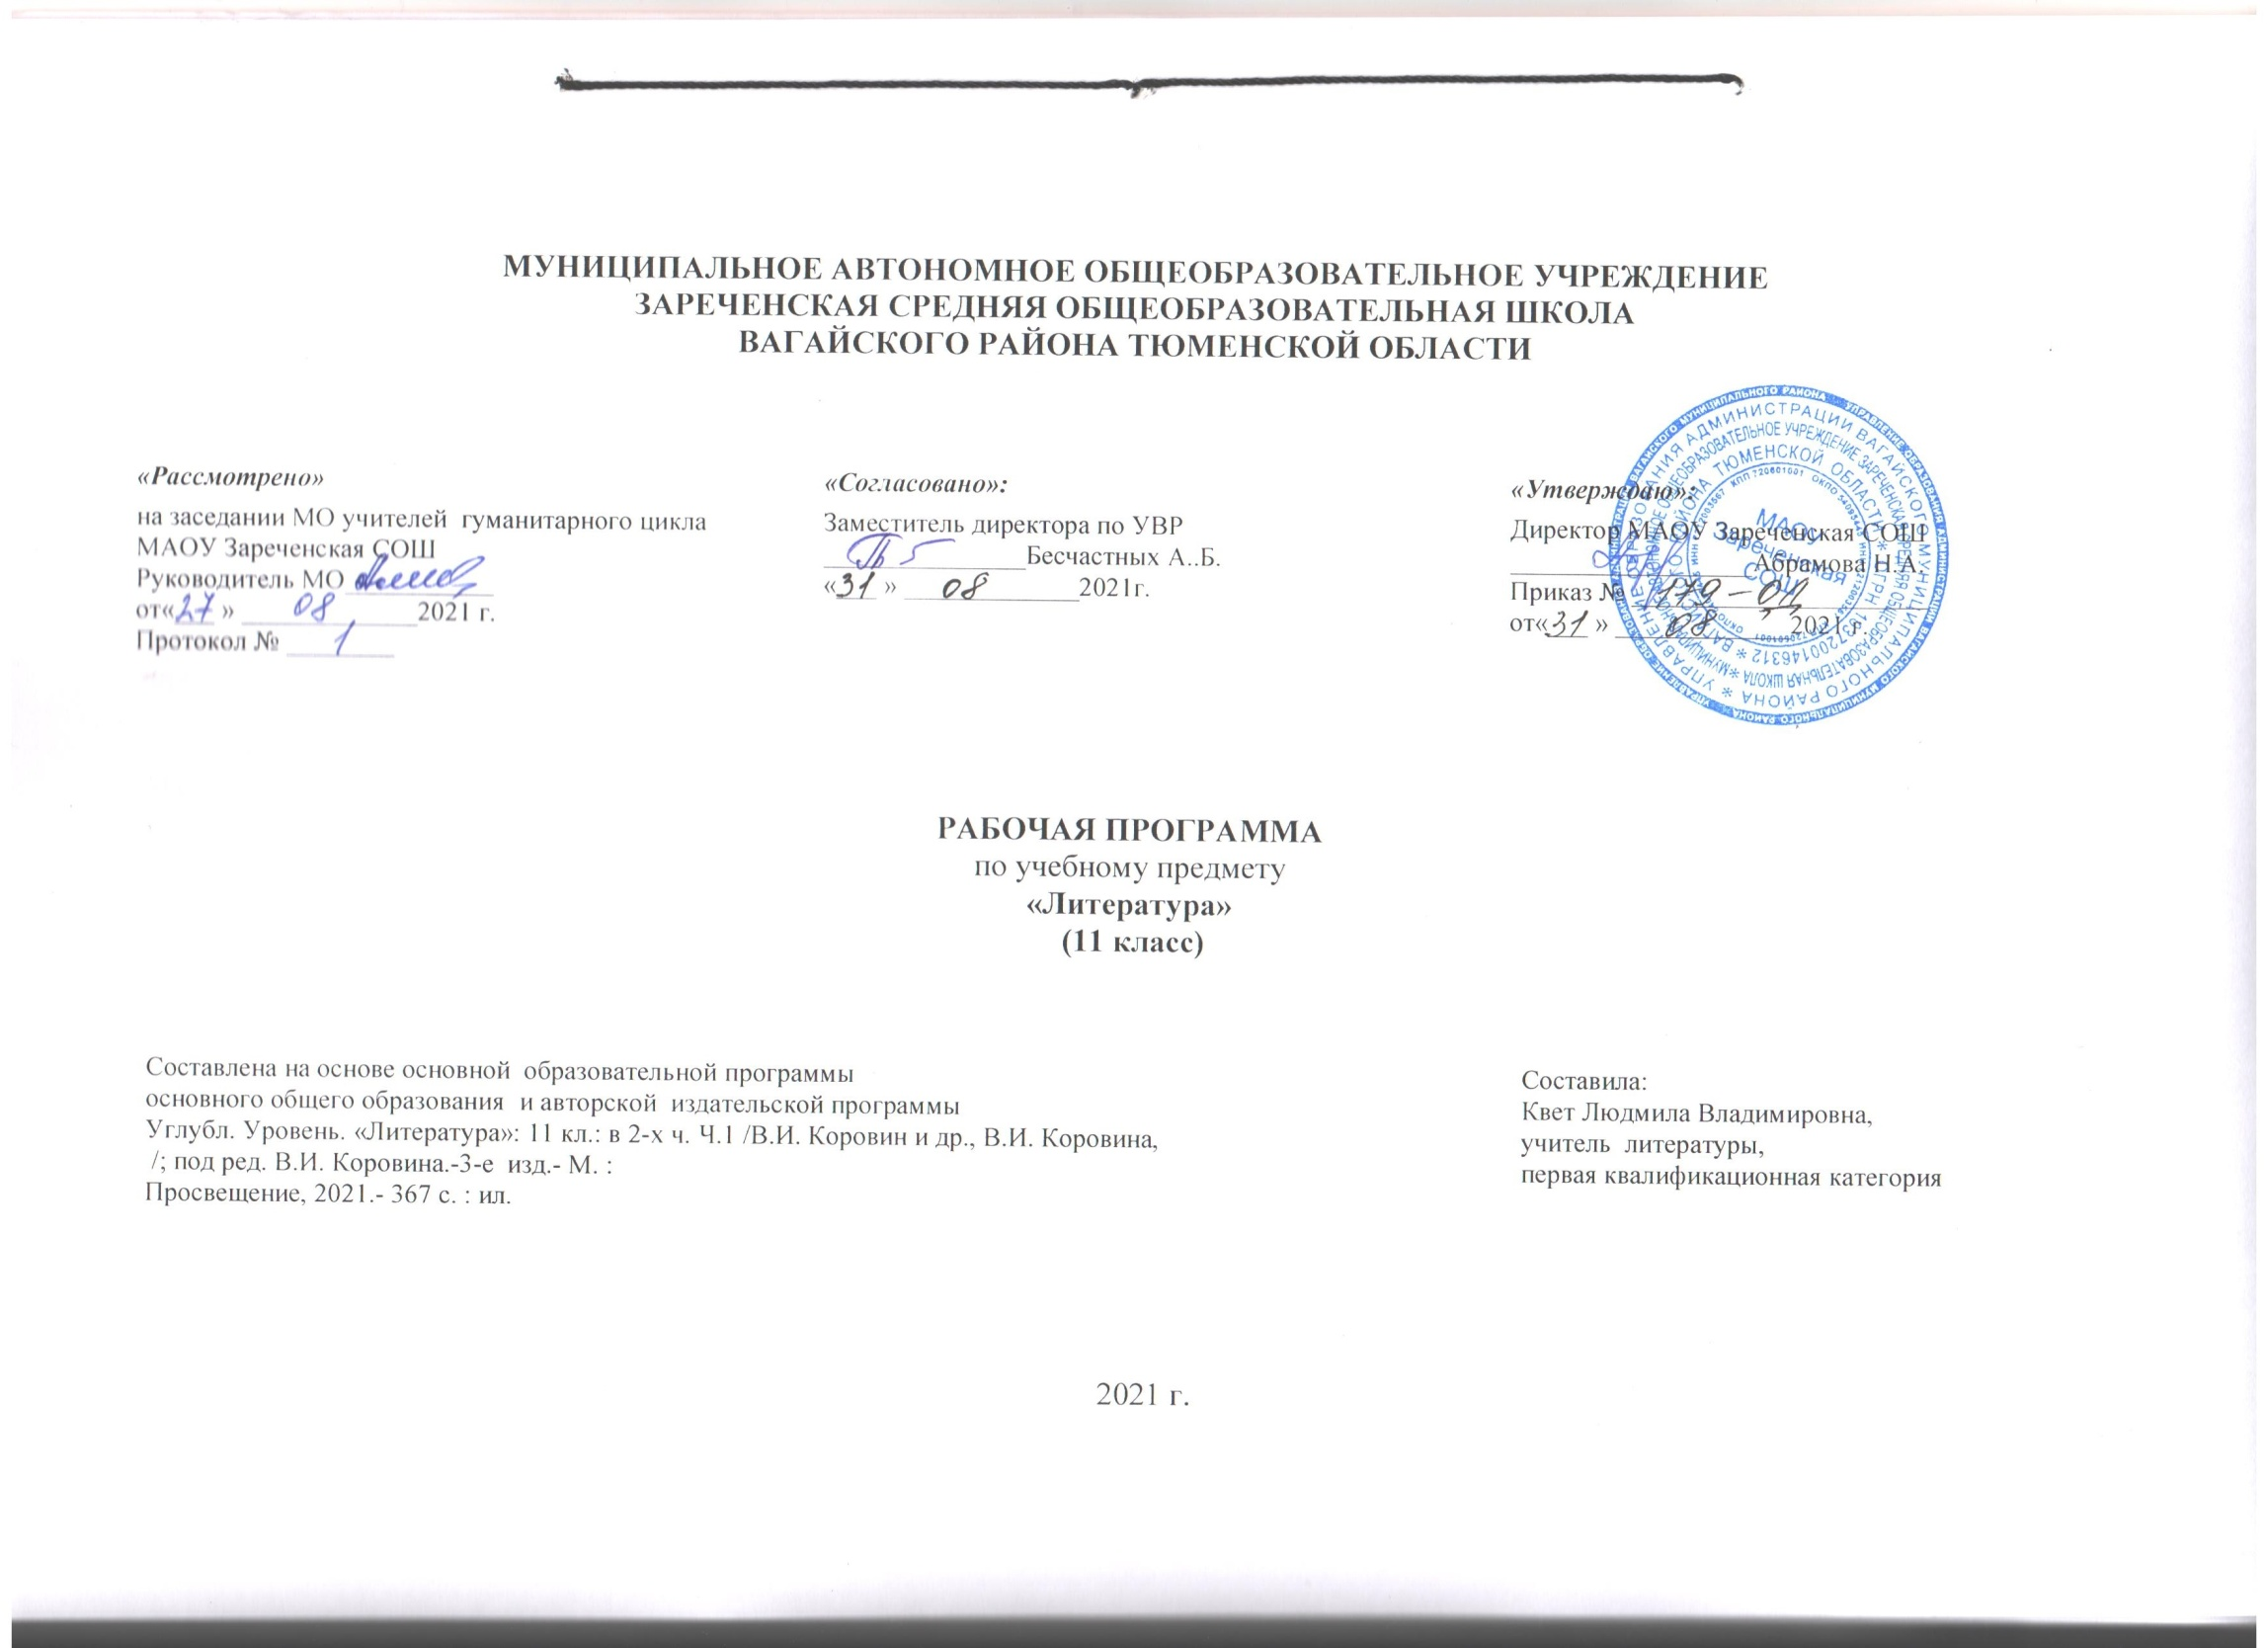 МУНИЦИПАЛЬНОЕ АВТОНОМНОЕ ОБЩЕОБРАЗОВАТЕЛЬНОЕ УЧРЕЖДЕНИЕ
ЗАРЕЧЕНСКАЯ СРЕДНЯЯ ОБЩЕОБРАЗОВАТЕЛЬНАЯ ШКОЛА
ВАГАЙСКОГО РАЙОНА ТЮМЕНСКОЙ ОБЛАСТИ
«Рассмотрено»
на заседании МО учителей гуманитарного цикла
МАОУ Зареченская СОШ
Руководитель МО
от«27 » 08 2021 г.
Протокол № 1
«Согласовано»:
Заместитель директора по УВР
Бесчастных А..Б.
«31 » 08 2021г.
«Утверждаю»:
Директор МАОУ Зареченская СОШ
Абрамова Н.А.
Приказ № 179-ОД
от«31 » 08 2021 г.
МАОУ
Зареченская
СОШ
РАБОЧАЯ ПРОГРАММА
по учебному предмету
«Литература»
(11 класс)
Составлена на основе основной образовательной программы
основного общего образования и авторской издательской программы
Углубл. Уровень. «Литература»: 11 кл.: в 2-х ч. Ч.1 /В.И. Коровин и др., В.И. Коровина,
/; под ред. В.И. Коровина.-3-е изд.- М. :
Просвещение, 2021.- 367 с. : ил.
Составила:
Квет Людмила Владимировна,
учитель литературы,
первая квалификационная категория
2021 г.